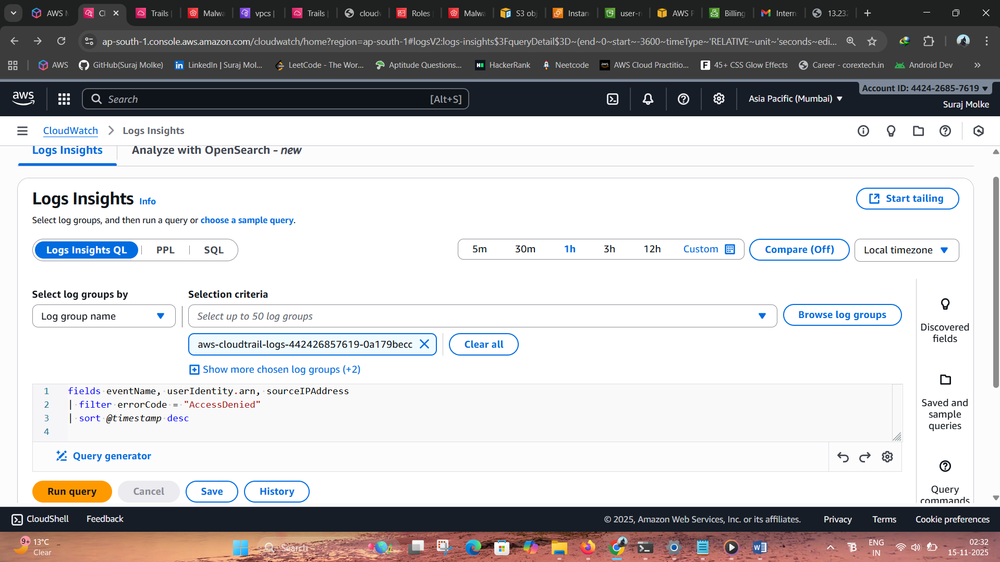 AWS M
Cl
Trails |
Malwa
vpcs |
Trails |
cloudv
Roles
Malwa
S3 obj
Instan
user-r
AWS P
Billing
Intern
13.232
ap-south-1.console.aws.amazon.com/cloudwatch/home?region=ap-south-1#logsV2:logs-insights$3FqueryDetail$3D~(end~0~start~-3600~timeType~'RELATIVE~unit~'seconds~edi...
AWS
GitHub(Suraj Molke)
LinkedIn | Suraj Mol...
LeetCode - The Wor...
Aptitude Questions...
HackerRank
Neetcode
AWS Cloud Practitio...
45+ CSS Glow Effects
Career - corextech.in
Android Dev
aws
Search
[Alt+S]
Asia Pacific (Mumbai)
Account ID: 4424-2685-7619
Suraj Molke
CloudWatch
Logs Insights
Logs Insights
Analyze with OpenSearch - new
Logs Insights Info
Start tailing
Select log groups, and then run a query or choose a sample query.
Logs Insights QL
PPL
SQL
5m
30m
1h
3h
12h
Custom
Compare (Off)
Local timezone
Select log groups by
Selection criteria
Log group name
Select up to 50 log groups
Browse log groups
aws-cloudtrail-logs-442426857619-0a179becc
Clear all
Show more chosen log groups (+2)
Discovered
fields
1 fields eventName, userIdentity.arn, sourceIPAddress
2 | filter errorCode = "AccessDenied"
3 | sort @timestamp desc
4
Saved and
sample
queries
Query generator
Query
commands
Run query
Cancel
Save
History
CloudShell
Feedback
© 2025, Amazon Web Services, Inc. or its affiliates.
Privacy
Terms
Cookie preferences
9+
13°C
Clear
Search
ENG
IN
02:32
15-11-2025